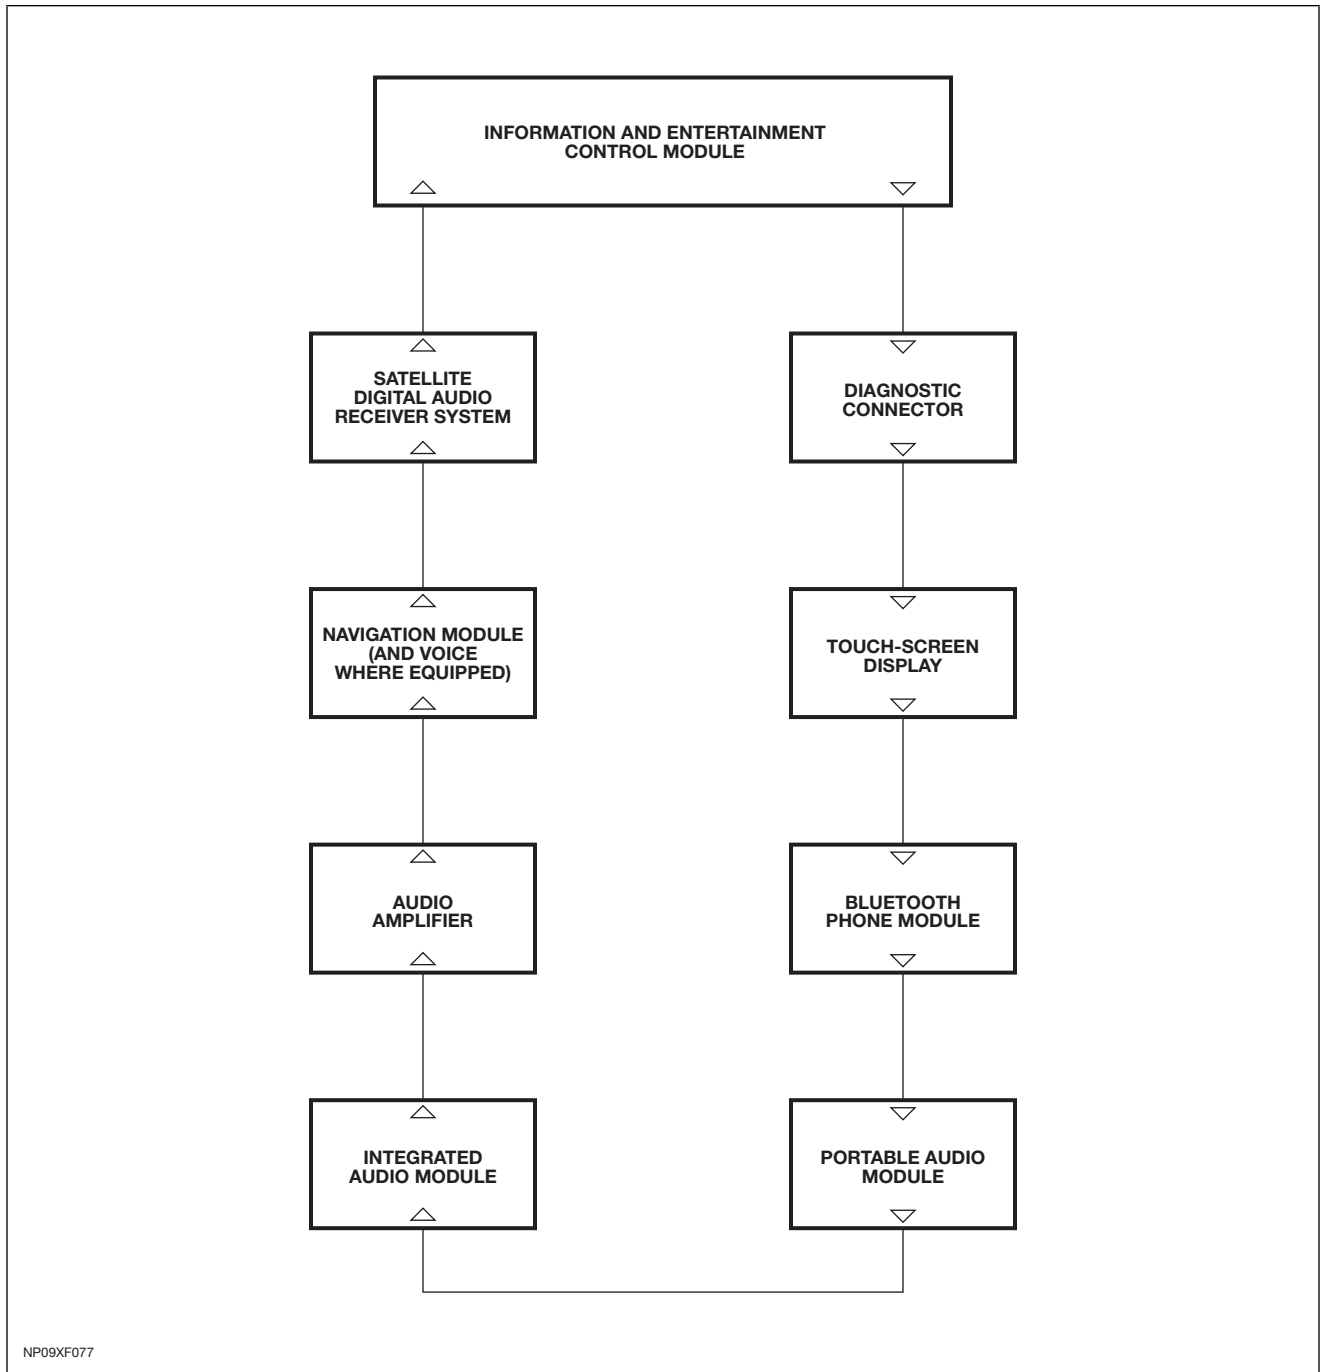 INFORMATION AND ENTERTAINMENT
CONTROL MODULE
SATELLITE
DIGITAL AUDIO
RECEIVER SYSTEM
DIAGNOSTIC
CONNECTOR
NAVIGATION MODULE
(AND VOICE
WHERE EQUIPPED)
TOUCH-SCREEN
DISPLAY
AUDIO
AMPLIFIER
BLUETOOTH
PHONE MODULE
INTEGRATED
AUDIO MODULE
PORTABLE AUDIO
MODULE
NP09XF077